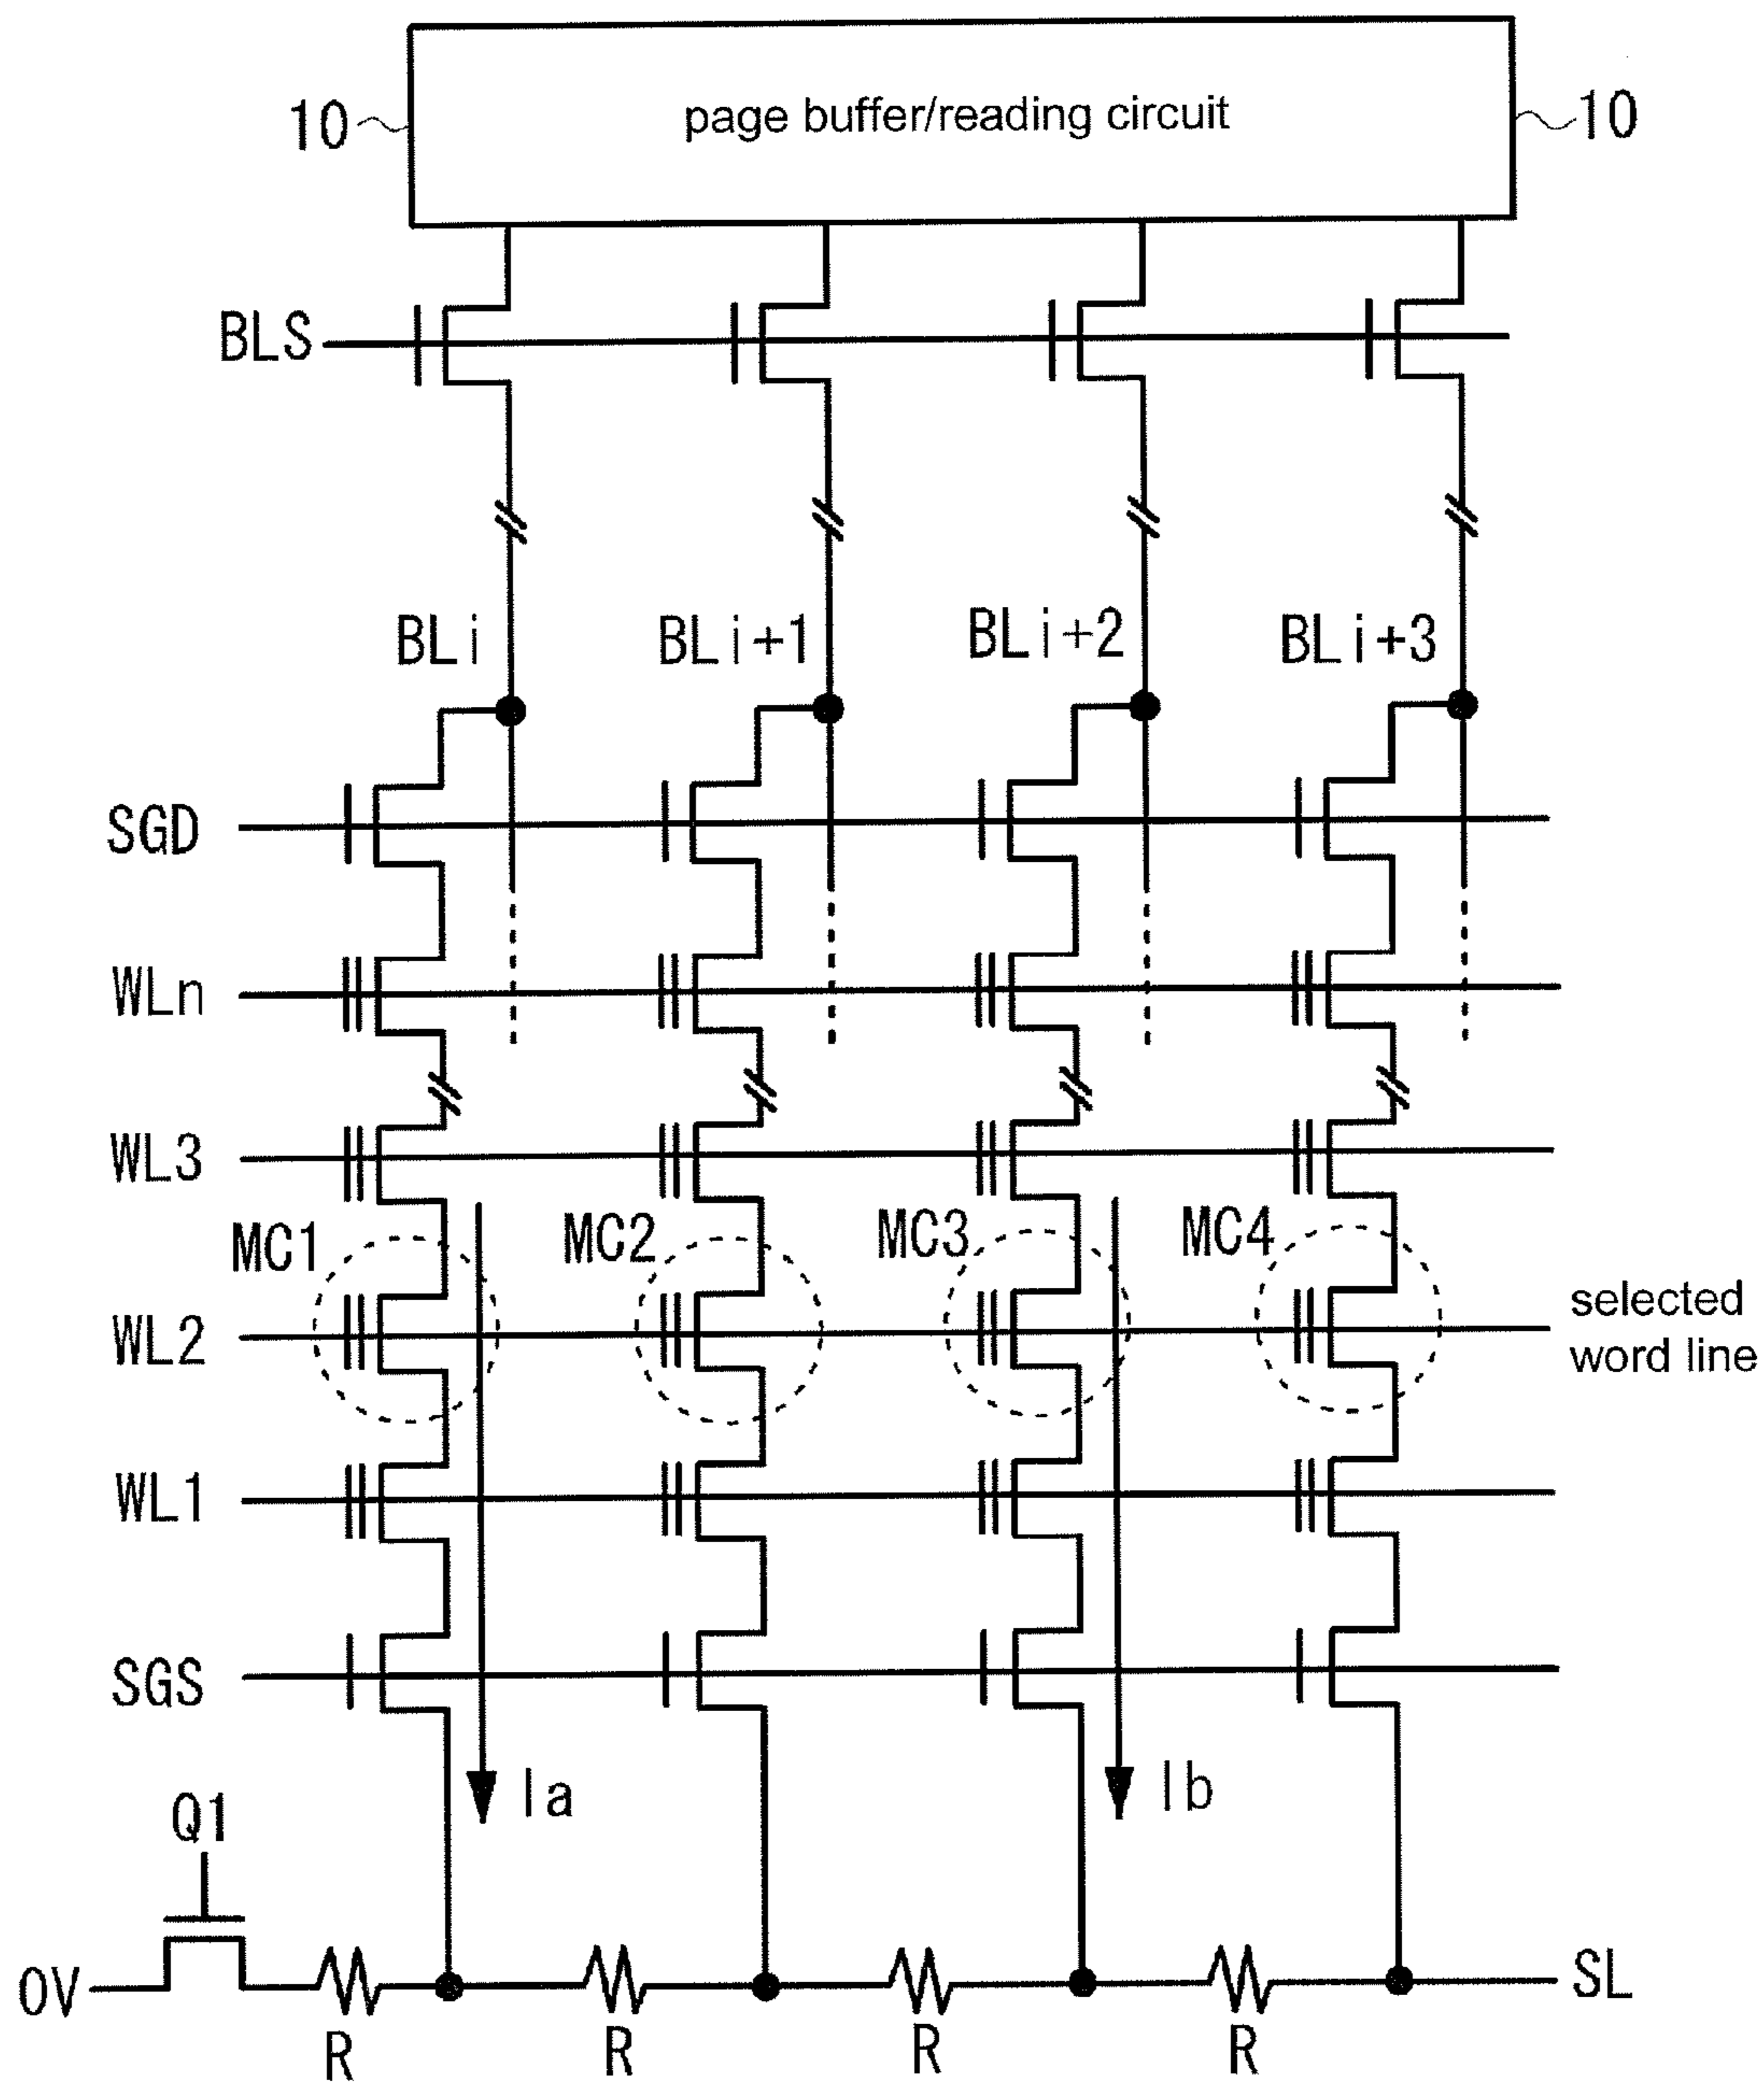 10 page buffer/reading circuit 10
BLS
BLi BLi+1 BLi+2 BLi+3
SGD
WLn
WL3
MC1 MC2 MC3 MC4
WL2 selected
word line
WL1
SGS
Ia Ib
Q1
0V SL
R R R R